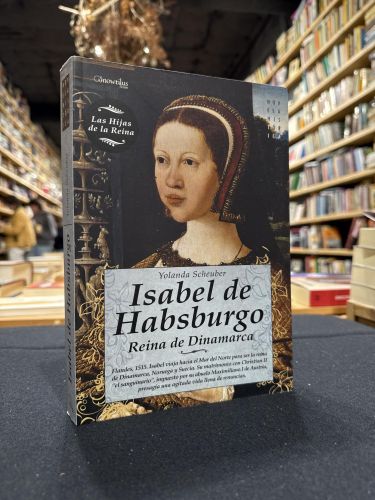 nowtilus
Las Hijas
de la Reina
Yolanda Scheuber
Isabel de
Habsburgo
Reina de Dinamarca
Flandes, 1515. Isabel viaja hacia el Mar del Norte para ser la reina
de Dinamarca, Noruego y Suecia. Su matrimonio con Christian II
"el sanguinario", impuesto por su abuelo Maximiliano I de Austria,
presagia una agitada vida llena de renuncias.